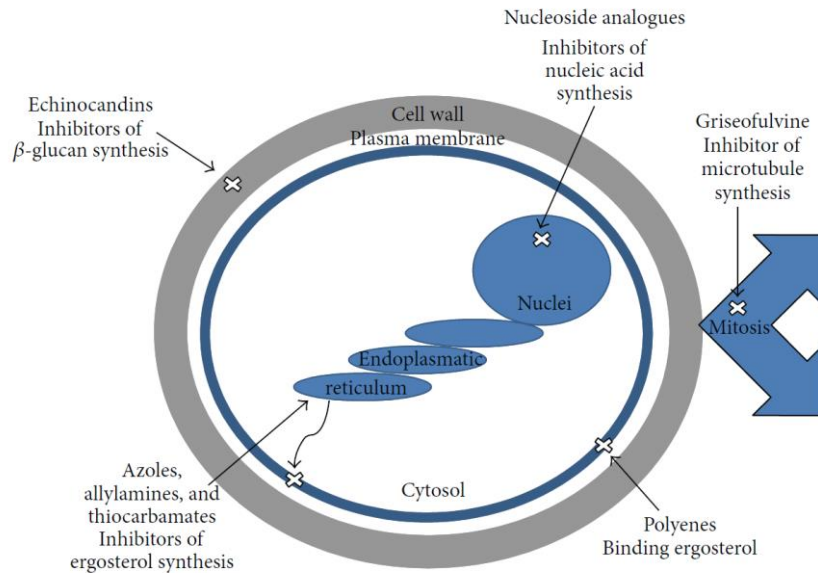 Nucleoside analogues
Inhibitors of
nucleic acid
synthesis
Echinocandins
Inhibitors of
β-glucan synthesis
Cell wall
Plasma membrane
Griseofulvine
Inhibitor of
microtubule
synthesis
Nuclei
Mitosis
Endoplasmatic
reticulum
Azoles,
allylamines, and
thiocarbamates
Inhibitors of
ergosterol synthesis
Cytosol
Polyenes
Binding ergosterol